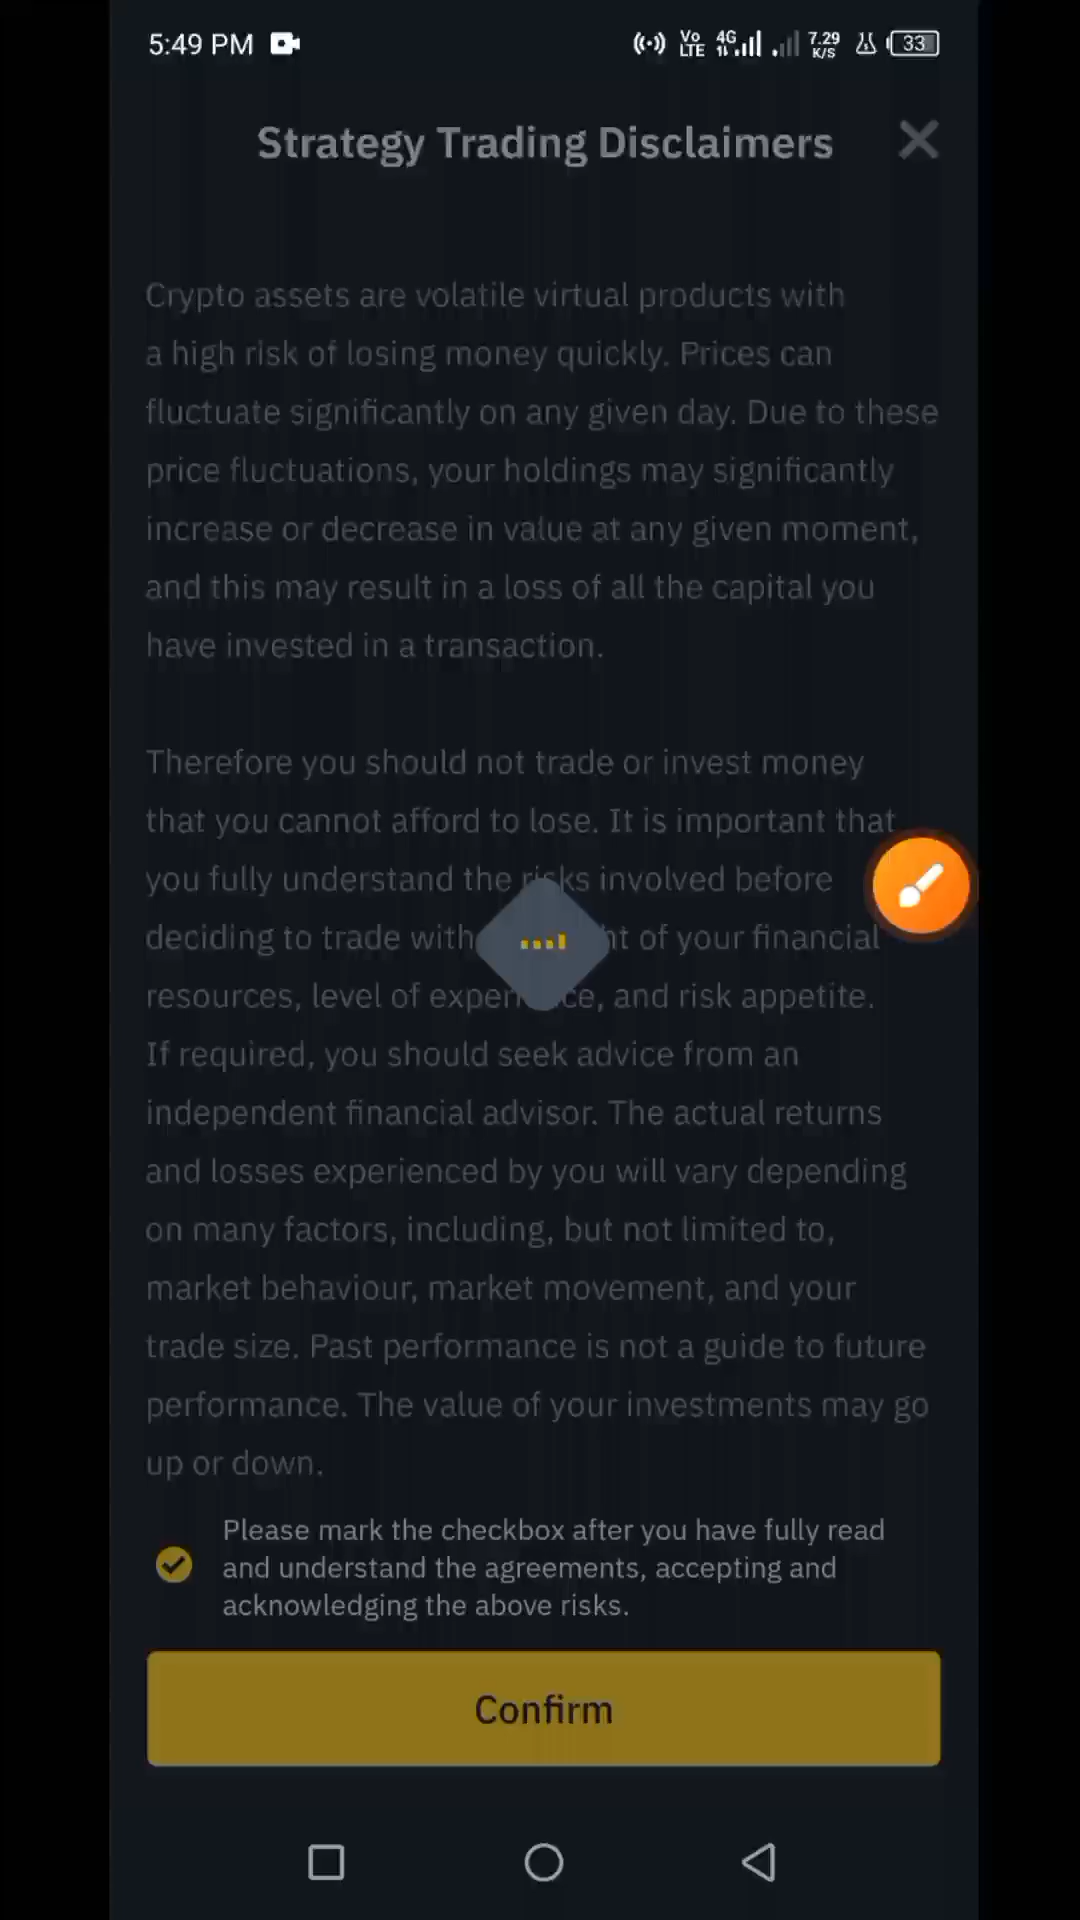 5:49 PM
Vo LTE 4G 7.29 K/S 33
Strategy Trading Disclaimers
Crypto assets are volatile virtual products with
a high risk of losing money quickly. Prices can
fluctuate significantly on any given day. Due to these
price fluctuations, your holdings may significantly
increase or decrease in value at any given moment,
and this may result in a loss of all the capital you
have invested in a transaction.
Therefore you should not trade or invest money
that you cannot afford to lose. It is important that
you fully understand the risks involved before
deciding to trade with ht of your financial
resources, level of experience, and risk appetite.
If required, you should seek advice from an
independent financial advisor. The actual returns
and losses experienced by you will vary depending
on many factors, including, but not limited to,
market behaviour, market movement, and your
trade size. Past performance is not a guide to future
performance. The value of your investments may go
up or down.
Please mark the checkbox after you have fully read
and understand the agreements, accepting and
acknowledging the above risks.
Confirm